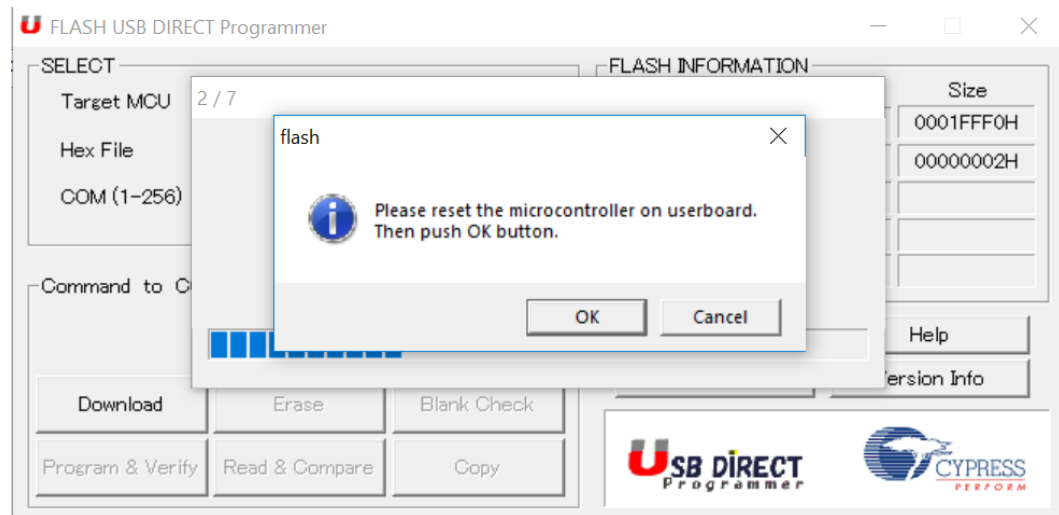 FLASH USB DIRECT Programmer
SELECT
Target MCU
Hex File
COM (1-256)
FLASH INFORMATION
Size
0001FFF0H
00000002H
2 / 7
flash
Please reset the microcontroller on userboard.
Then push OK button.
OK
Cancel
Command to
Help
Version Info
Download
Erase
Blank Check
Program & Verify
Read & Compare
Copy
USB DIRECT
Programmer
CYPRESS
PERFORM